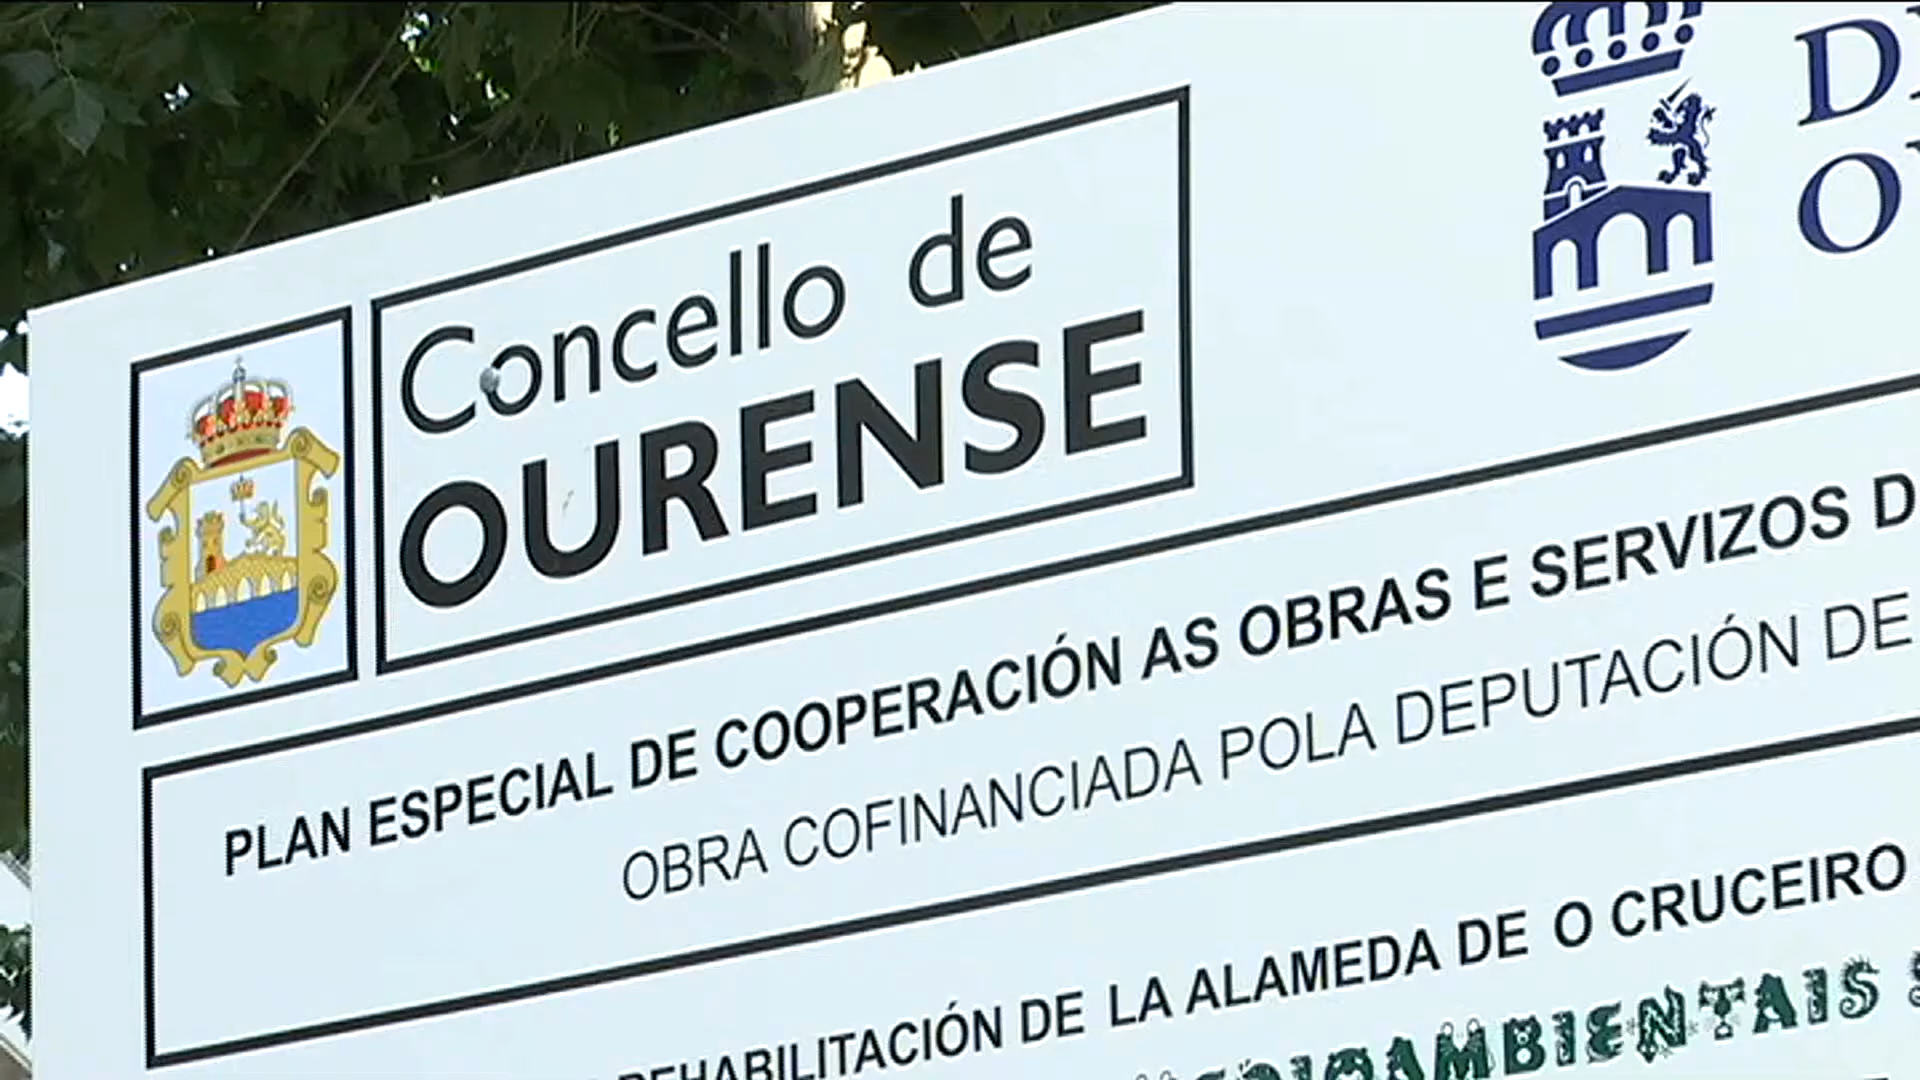 Concello de
OURENSE
PLAN ESPECIAL DE COOPERACIÓN AS OBRAS E SERVIZOS D
OBRA COFINANCIADA POLA DEPUTACIÓN DE
REHABILITACIÓN DE LA ALAMEDA DE O CRUCEIRO
MEDIOAMBIENTAIS